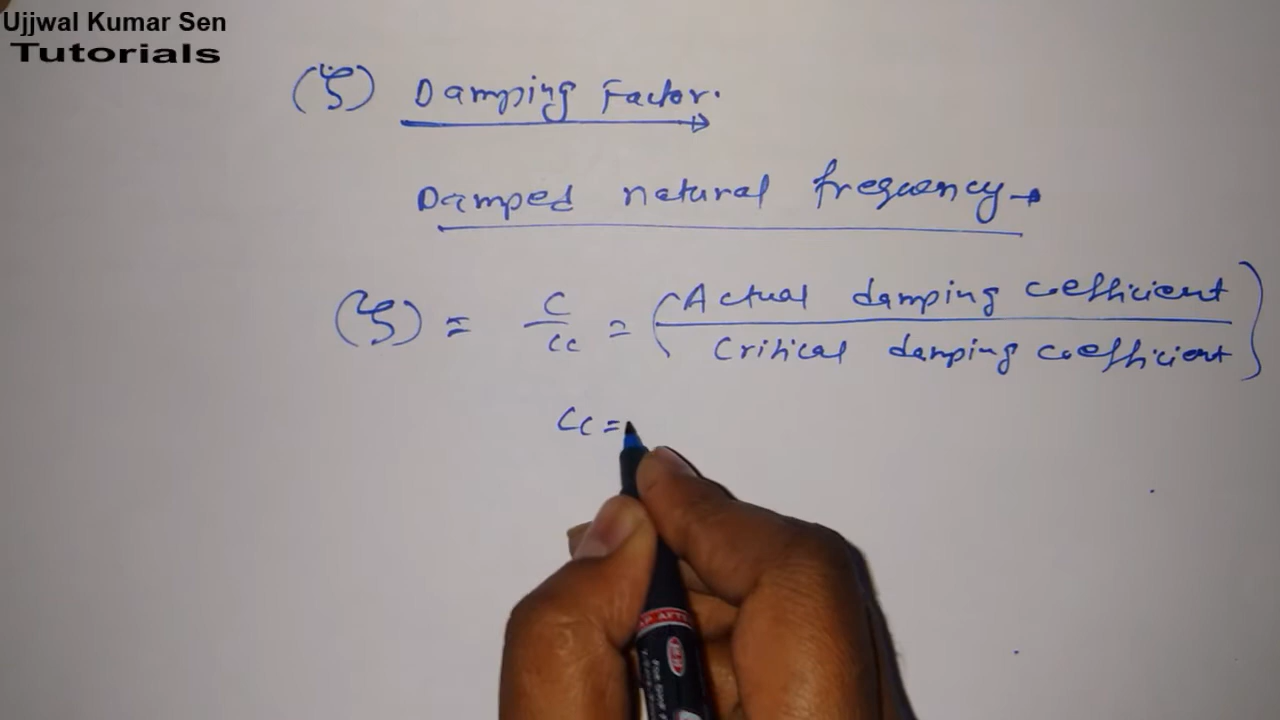 Ujjwal Kumar Sen
Tutorials
(ζ) Damping Factor.
Damped natural frequency→
(ζ) = C/Cc = (Actual damping coefficient / Critical damping coefficient)
Cc =